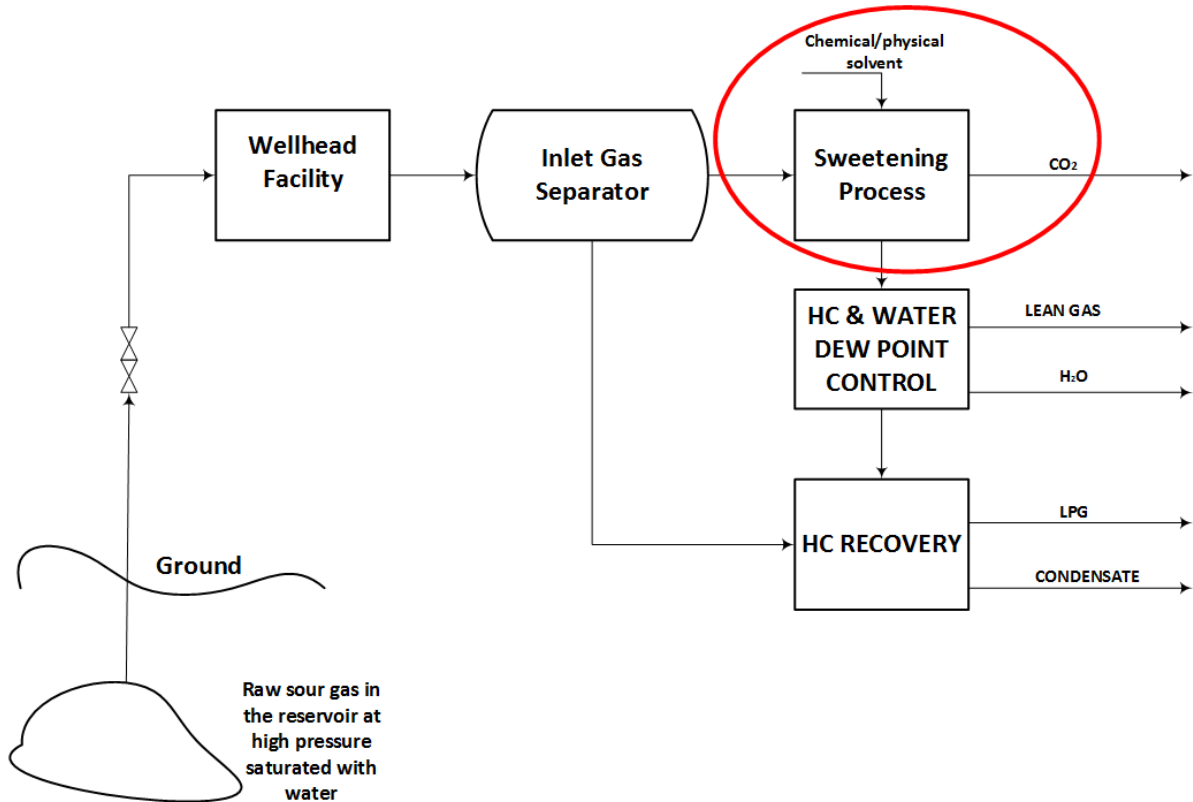 Chemical/physical
solvent
Wellhead
Facility
Inlet Gas
Separator
Sweetening
Process
CO₂
HC & WATER
DEW POINT
CONTROL
LEAN GAS
H₂O
HC RECOVERY
LPG
CONDENSATE
Ground
Raw sour gas in
the reservoir at
high pressure
saturated with
water